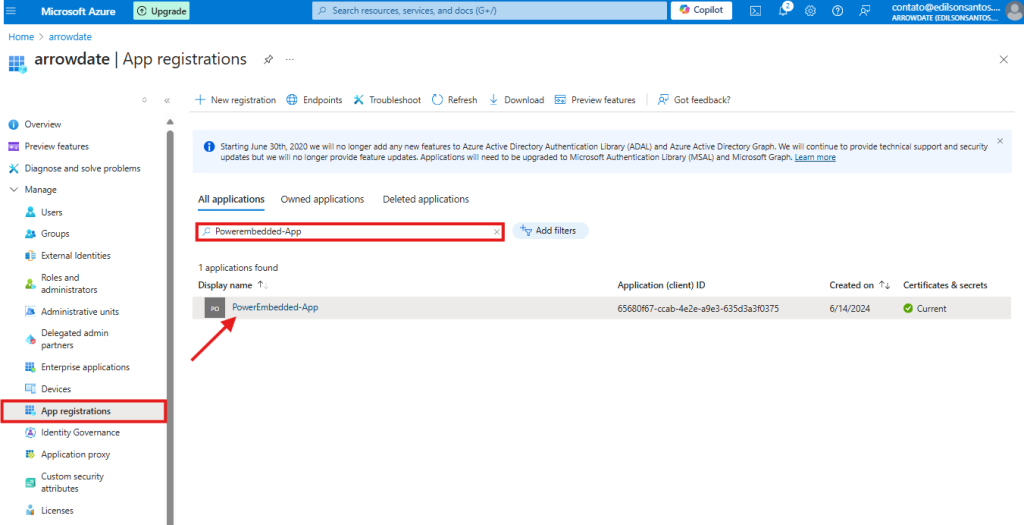 Microsoft Azure
Upgrade
Search resources, services, and docs (G+/)
Copilot
2
contato@edilsonsantos....
ARROWDATE (EDILSONSANTOS....
Home > arrowdate
arrowdate | App registrations
...
New registration
Endpoints
Troubleshoot
Refresh
Download
Preview features
Got feedback?
Overview
Preview features
Diagnose and solve problems
Manage
Users
Groups
External Identities
Roles and
administrators
Administrative units
Delegated admin
partners
Enterprise applications
Devices
App registrations
Identity Governance
Application proxy
Custom security
attributes
Licenses
Starting June 30th, 2020 we will no longer add any new features to Azure Active Directory Authentication Library (ADAL) and Azure Active Directory Graph. We will continue to provide technical support and security
updates but we will no longer provide feature updates. Applications will need to be upgraded to Microsoft Authentication Library (MSAL) and Microsoft Graph. Learn more
All applications
Owned applications
Deleted applications
Powerembedded-App
Add filters
1 applications found
Display name
Application (client) ID
Created on
Certificates & secrets
PO
PowerEmbedded-App
65680f67-ccab-4e2e-a9e3-635d3a3f0375
6/14/2024
Current